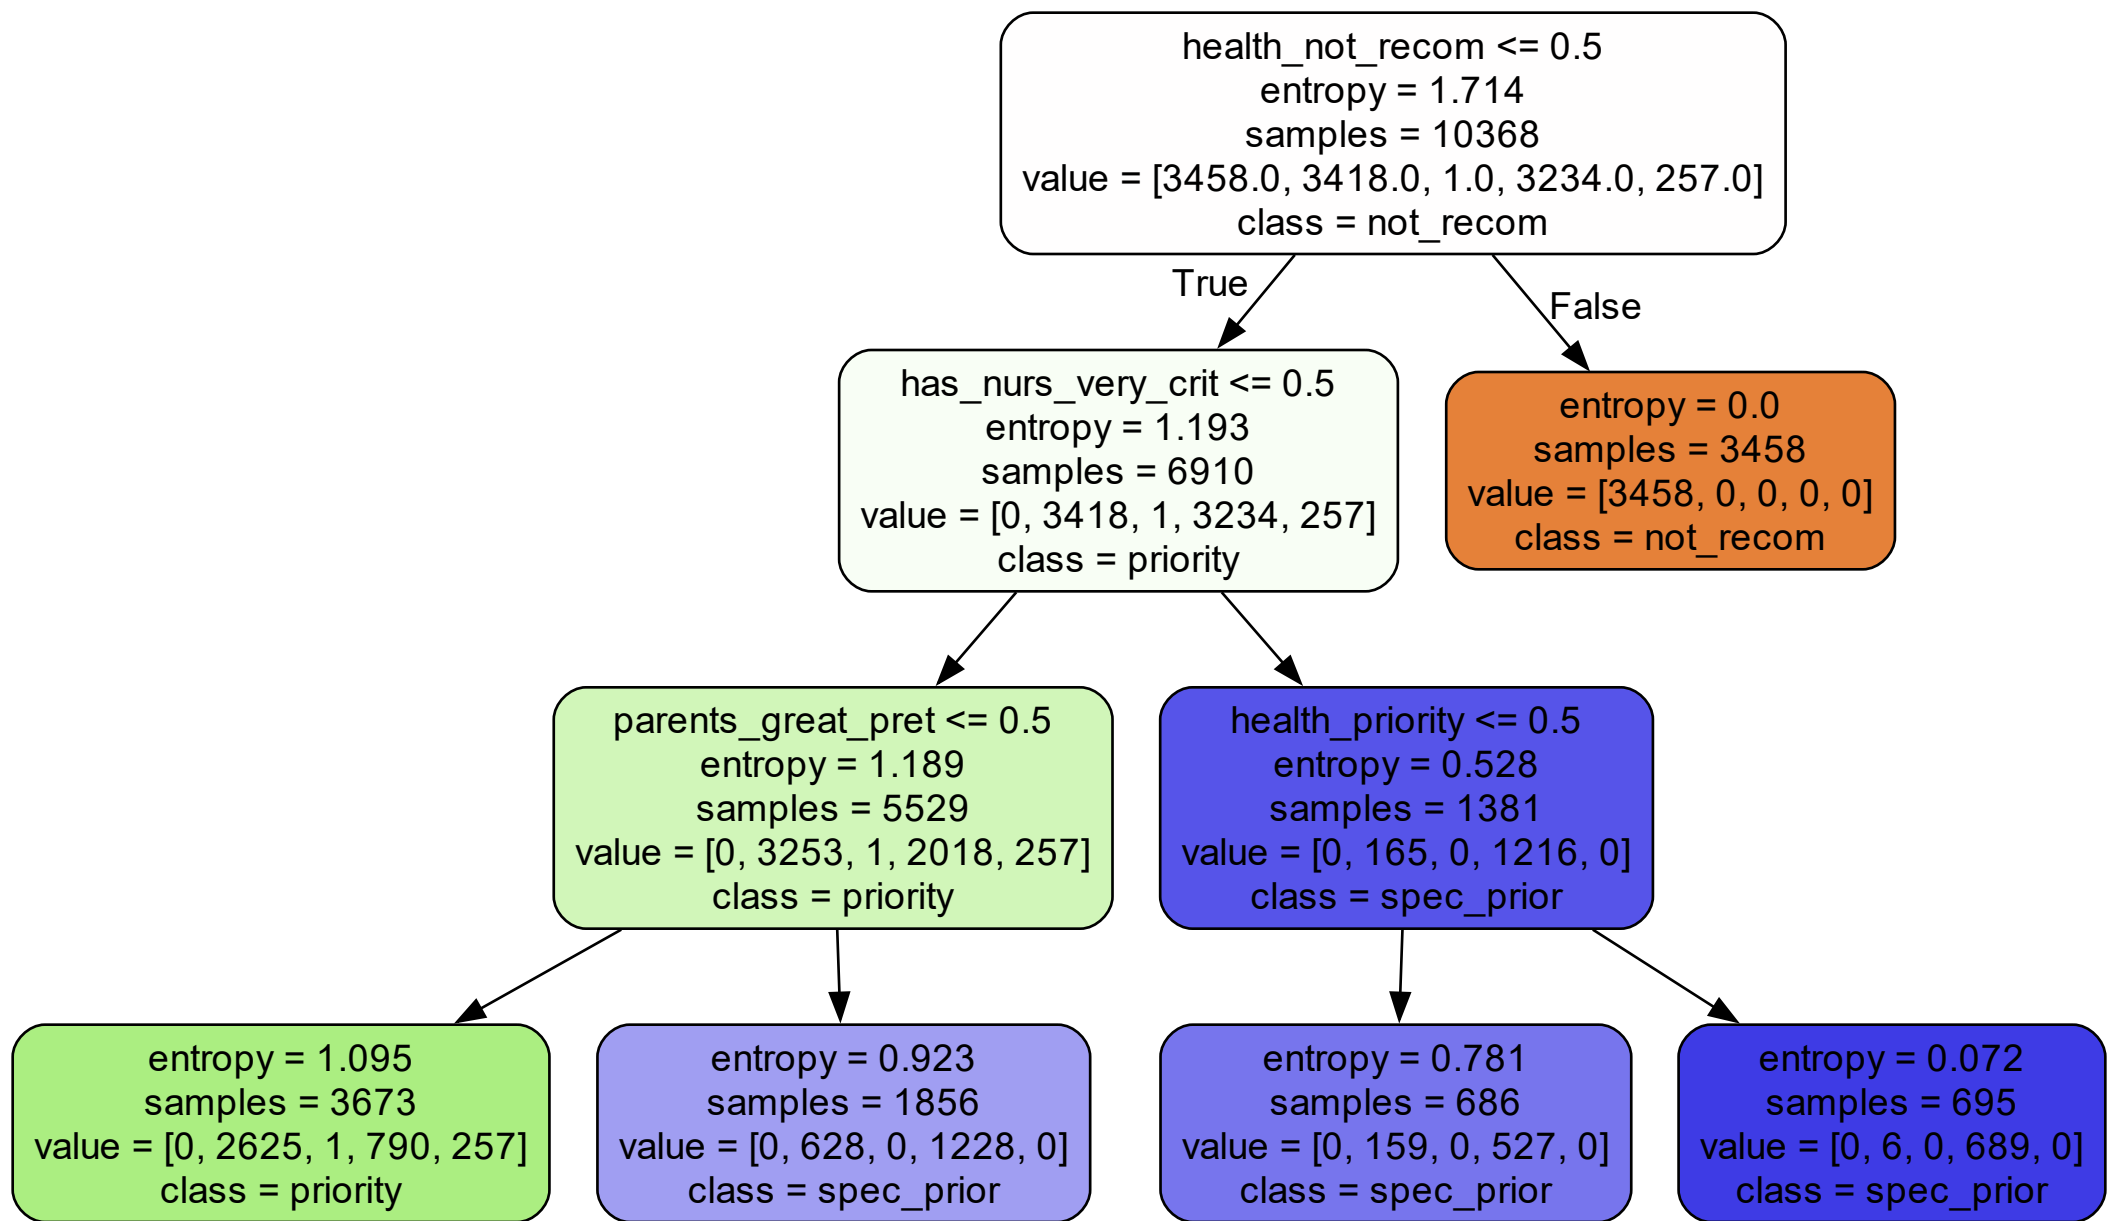 health_not_recom <= 0.5
entropy = 1.714
samples = 10368
value = [3458.0, 3418.0, 1.0, 3234.0, 257.0]
class = not_recom
True
False
has_nurs_very_crit <= 0.5
entropy = 1.193
samples = 6910
value = [0, 3418, 1, 3234, 257]
class = priority
entropy = 0.0
samples = 3458
value = [3458, 0, 0, 0, 0]
class = not_recom
parents_great_pret <= 0.5
entropy = 1.189
samples = 5529
value = [0, 3253, 1, 2018, 257]
class = priority
health_priority <= 0.5
entropy = 0.528
samples = 1381
value = [0, 165, 0, 1216, 0]
class = spec_prior
entropy = 1.095
samples = 3673
value = [0, 2625, 1, 790, 257]
class = priority
entropy = 0.923
samples = 1856
value = [0, 628, 0, 1228, 0]
class = spec_prior
entropy = 0.781
samples = 686
value = [0, 159, 0, 527, 0]
class = spec_prior
entropy = 0.072
samples = 695
value = [0, 6, 0, 689, 0]
class = spec_prior